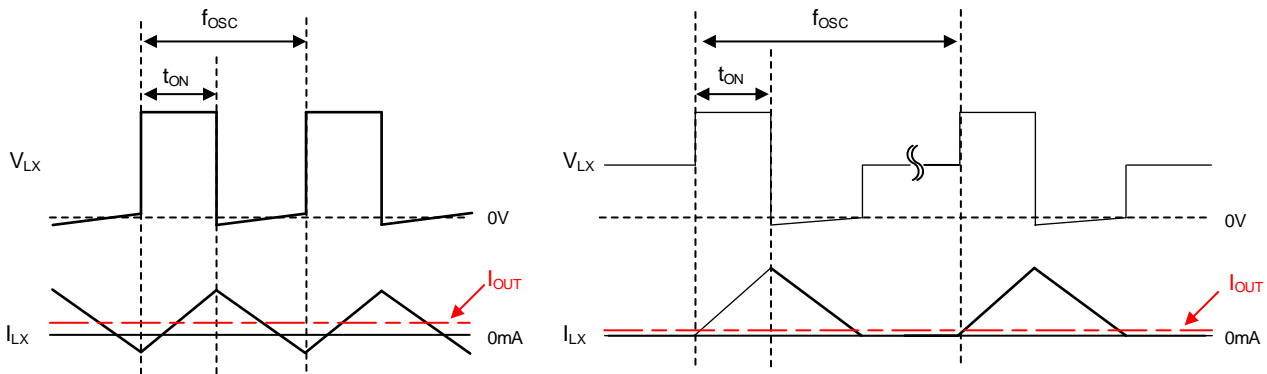 fOSC
tON
VLX
0V
IOUT
ILX
0mA
fOSC
tON
VLX
0V
IOUT
ILX
0mA